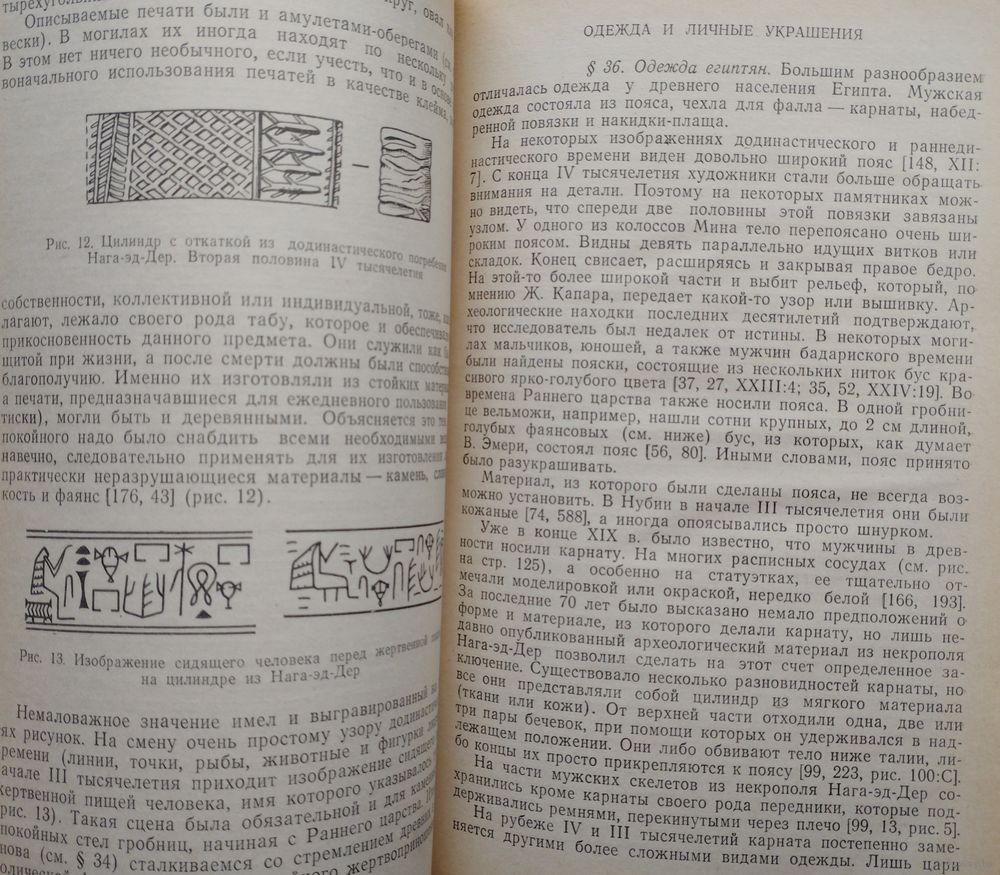 тырехугольн
руг, овал
Описываемые печати были и амулетами-оберегами
вески). В могилах их иногда находят по нескольку
В этом нет ничего необычного, если учесть, что и в основе
воначального использования печатей в качестве клейма,
Рис. 12. Цилиндр с откаткой из додинастического погребения
Нага-эд-Дер. Вторая половина IV тысячелетия
собственности, коллективной или индивидуальной, тоже,
лагают, лежало своего рода табу, которое и обеспечивало
прикосновенность данного предмета. Они служили как бы
щитой при жизни, а после смерти должны были способство
благополучию. Именно их изготовляли из стойких матери
а печати, предназначавшиеся для ежедневного пользования
тиски), могли быть и деревянными. Объясняется это тем,
покойного надо было снабдить всеми необходимыми
навечно, следовательно применять для их изготовления
практически неразрушающиеся материалы — камень,
кость и фаянс [176, 43] (рис. 12).
Рис. 13. Изображение сидящего человека перед жертвенной
на цилиндре из Нага-эд-Дер
Немаловажное значение имел и выгравированный на
ях рисунок. На смену очень простому узору додинастиче
времени (линии, точки, рыбы, животные и фигурки
начале III тысячелетия приходит изображение сидящего
жертвенной пищей человека, имя которого указывалось
рис. 13). Такая сцена была обязательной и для каменных
покойных стел гробниц, начиная с Раннего царства.
нова (см. § 34) сталкиваемся со стремлением древних
жертвоприно
ОДЕЖДА И ЛИЧНЫЕ УКРАШЕНИЯ
§ 36. Одежда египтян. Большим разнообразием
отличалась одежда у древнего населения Египта. Мужская
одежда состояла из пояса, чехла для фалла — карнаты, набед-
ренной повязки и накидки-плаща.
На некоторых изображениях додинастического и раннеди-
настического времени виден довольно широкий пояс [148, XII:
7]. С конца IV тысячелетия художники стали больше обращать
внимания на детали. Поэтому на некоторых памятниках мож-
но видеть, что спереди две половины этой повязки завязаны
узлом. У одного из колоссов Мина тело перепоясано очень ши-
роким поясом. Видны девять параллельно идущих витков или
складок. Конец свисает, расширяясь и закрывая правое бедро.
На этой-то более широкой части и выбит рельеф, который, по
мнению Ж. Капара, передает какой-то узор или вышивку. Ар-
хеологические находки последних десятилетий подтверждают,
что исследователь был недалек от истины. В некоторых моги-
лах мальчиков, юношей, а также мужчин бадариского времени
были найдены пояски, состоящие из нескольких ниток бус кра-
сивого ярко-голубого цвета [37, 27, XXIII:4; 35, 52, XXIV:19]. Во
времена Раннего царства также носили пояса. В одной гробни-
це вельможи, например, нашли сотни крупных, до 2 см длиной,
голубых фаянсовых (см. ниже) бус, из которых, как думает
В. Эмери, состоял пояс [56, 80]. Иными словами, пояс принято
было разукрашивать.
Материал, из которого были сделаны пояса, не всегда воз-
можно установить. В Нубии в начале III тысячелетия они были
кожаные [74, 588], а иногда опоясывались просто шнурком.
Уже в конце XIX в. было известно, что мужчины в древ-
ности носили карнату. На многих расписных сосудах (см. рис.
на стр. 125), а особенно на статуэтках, ее тщательно от-
мечали моделировкой или окраской, нередко белой [166, 193].
За последние 70 лет было высказано немало предположений о
форме и материале, из которого делали карнату, но лишь не-
давно опубликованный археологический материал из некрополя
Нага-эд-Дер позволил сделать на этот счет определенное за-
ключение. Существовало несколько разновидностей карнаты, но
все они представляли собой цилиндр из мягкого материала
(ткани или кожи). От верхней части отходили одна, две или
три пары бечевок, при помощи которых он удерживался в над-
лежащем положении. Они либо обвивают тело ниже талии, ли-
бо концы их просто прикрепляются к поясу [99, 223, рис. 100:C].
На части мужских скелетов из некрополя Нага-эд-Дер со-
хранились кроме карнаты своего рода передники, которые под-
держивались ремнями, перекинутыми через плечо [99, 13, рис. 5].
На рубеже IV и III тысячелетий карната постепенно заме-
няется другими более сложными видами одежды. Лишь цари